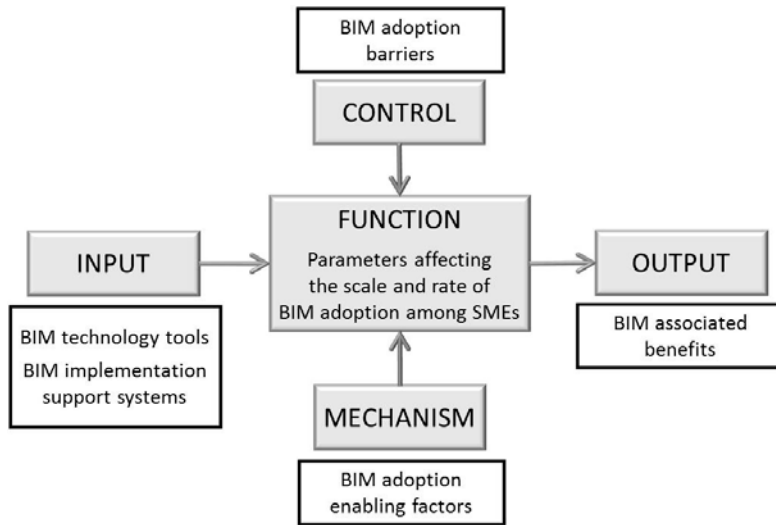 BIM adoption
barriers
CONTROL
FUNCTION
Parameters affecting
the scale and rate of
BIM adoption among SMEs
INPUT
BIM technology tools
BIM implementation
support systems
OUTPUT
BIM associated
benefits
MECHANISM
BIM adoption
enabling factors